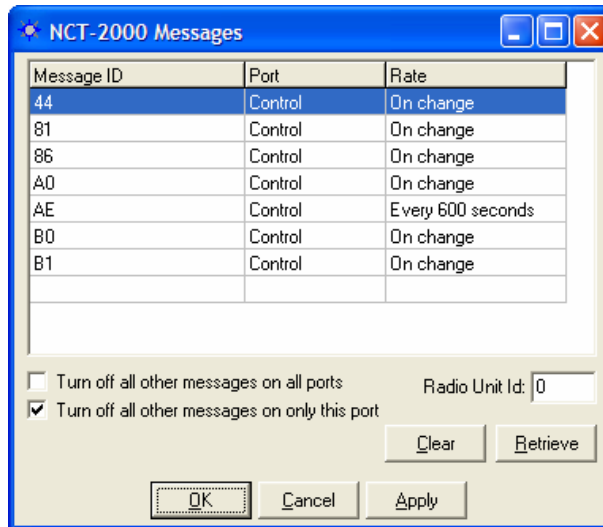 NCT-2000 Messages
Message ID Port Rate
44 Control On change
81 Control On change
86 Control On change
A0 Control On change
AE Control Every 600 seconds
B0 Control On change
B1 Control On change
Turn off all other messages on all ports
Radio Unit Id: 0
Turn off all other messages on only this port
Clear Retrieve
OK Cancel Apply